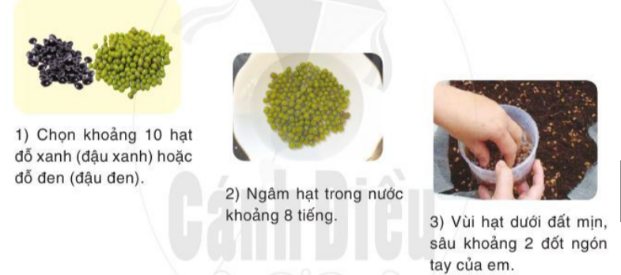 1) Chọn khoảng 10 hạt
đỗ xanh (đậu xanh) hoặc
đỗ đen (đậu đen).
2) Ngâm hạt trong nước
khoảng 8 tiếng.
3) Vùi hạt dưới đất mịn,
sâu khoảng 2 đốt ngón
tay của em.
Cánh Diều